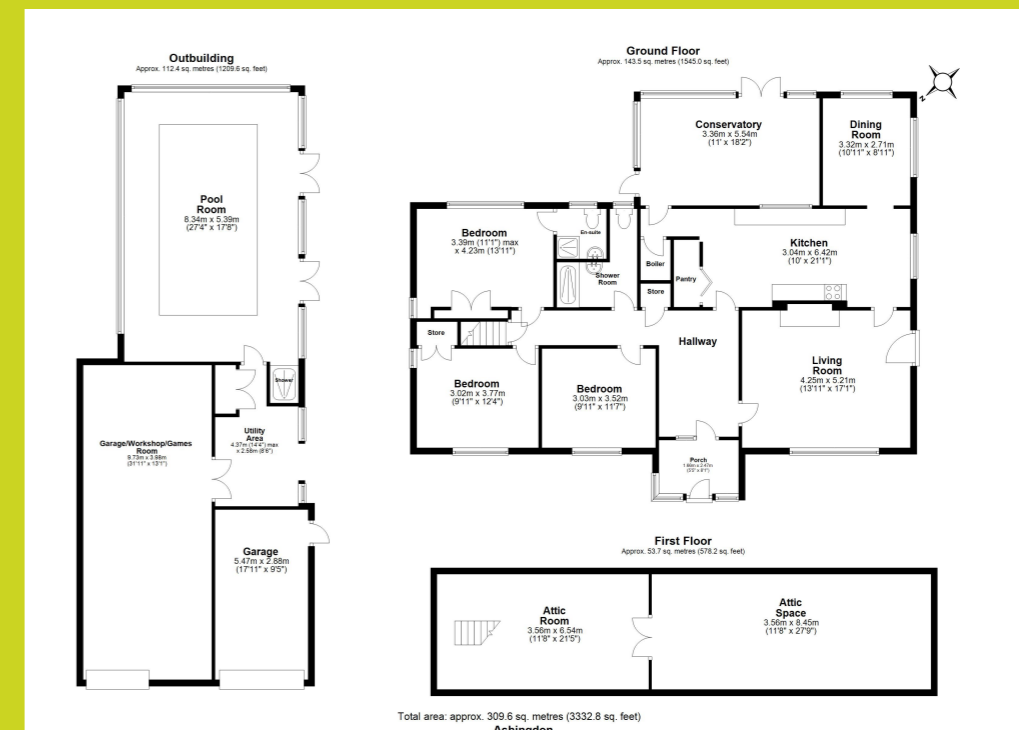 Outbuilding
Approx. 112.4 sq. metres (1209.6 sq. feet)
Pool
Room
8.34m x 5.39m
(27'4" x 17'8")
Shower
Utility
Area
4.37m (14'4") max
x 2.58m (8'6")
Garage/Workshop/Games
Room
9.73m x 3.98m
(31'11" x 13'1")
Garage
5.47m x 2.88m
(17'11" x 9'5")
Ground Floor
Approx. 143.5 sq. metres (1545.0 sq. feet)
N
Conservatory
3.36m x 5.54m
(11' x 18'2")
Dining
Room
3.32m x 2.71m
(10'11" x 8'11")
Bedroom
3.39m (11'1") max
x 4.23m (13'11")
En-suite
Shower
Room
Boiler
Pantry
Store
Kitchen
3.04m x 6.42m
(10' x 21'1")
Store
Hallway
Living
Room
4.25m x 5.21m
(13'11" x 17'1")
Bedroom
3.02m x 3.77m
(9'11" x 12'4")
Bedroom
3.03m x 3.52m
(9'11" x 11'7")
Porch
First Floor
Approx. 53.7 sq. metres (578.2 sq. feet)
Attic
Room
3.56m x 6.54m
(11'8" x 21'5")
Attic
Space
3.56m x 8.45m
(11'8" x 27'9")
Total area: approx. 309.6 sq. metres (3332.8 sq. feet)
Ashingdon